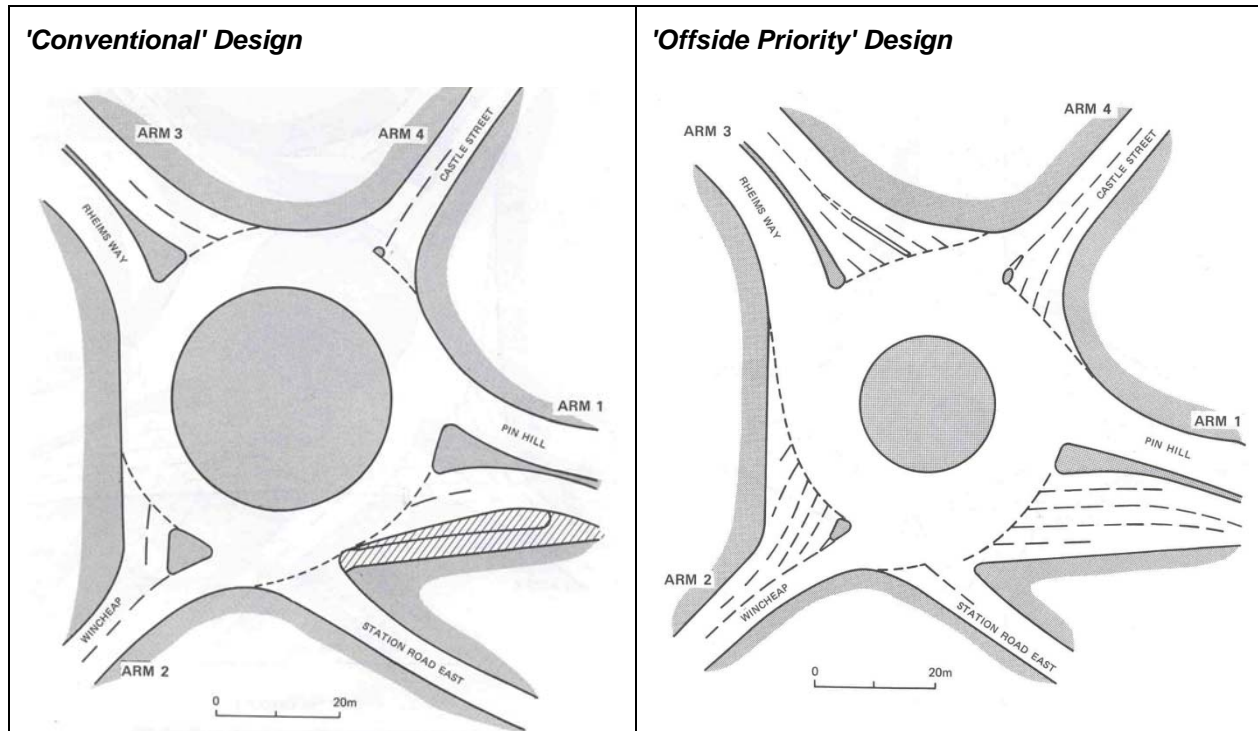 'Conventional' Design
ARM 3
ARM 4
CASTLE STREET
RHEIMS WAY
ARM 1
PIN HILL
WINCHEAP
STATION ROAD EAST
ARM 2
0
20m
'Offside Priority' Design
ARM 4
ARM 3
CASTLE STREET
RHEIMS WAY
ARM 1
PIN HILL
ARM 2
WINCHEAP
STATION ROAD EAST
0
20m